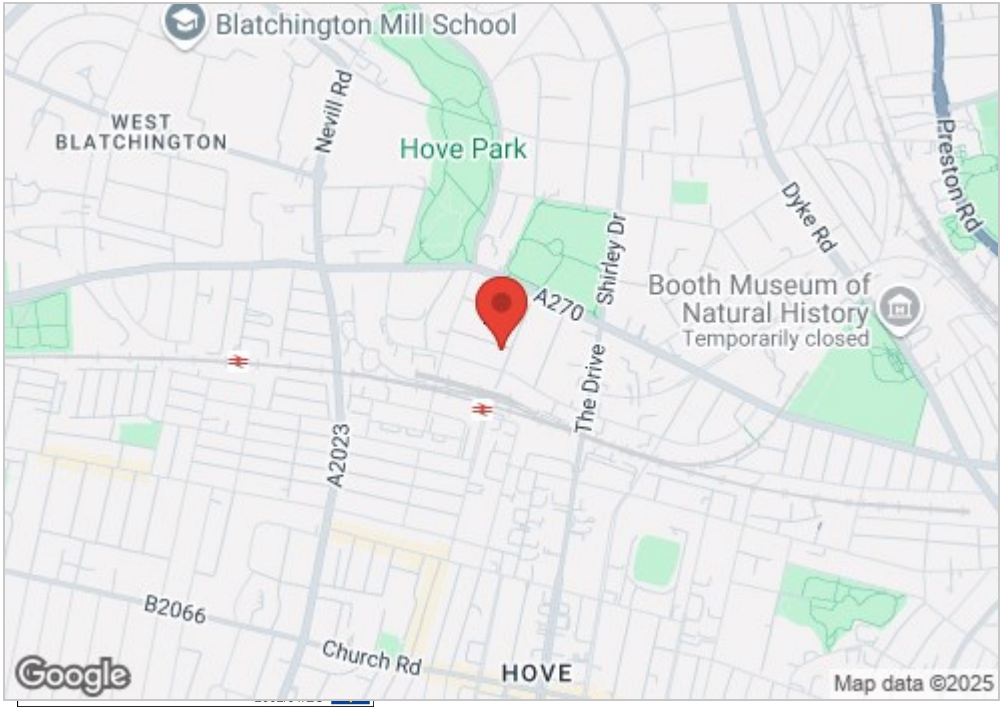 Blatchington Mill School
WEST
BLATCHINGTON
Nevill Rd
Hove Park
Preston Rd
Dyke Rd
Shirley Dr
A270
Booth Museum of
Natural History
Temporarily closed
The Drive
A2023
B2066
Church Rd
HOVE
Google
Map data ©2025